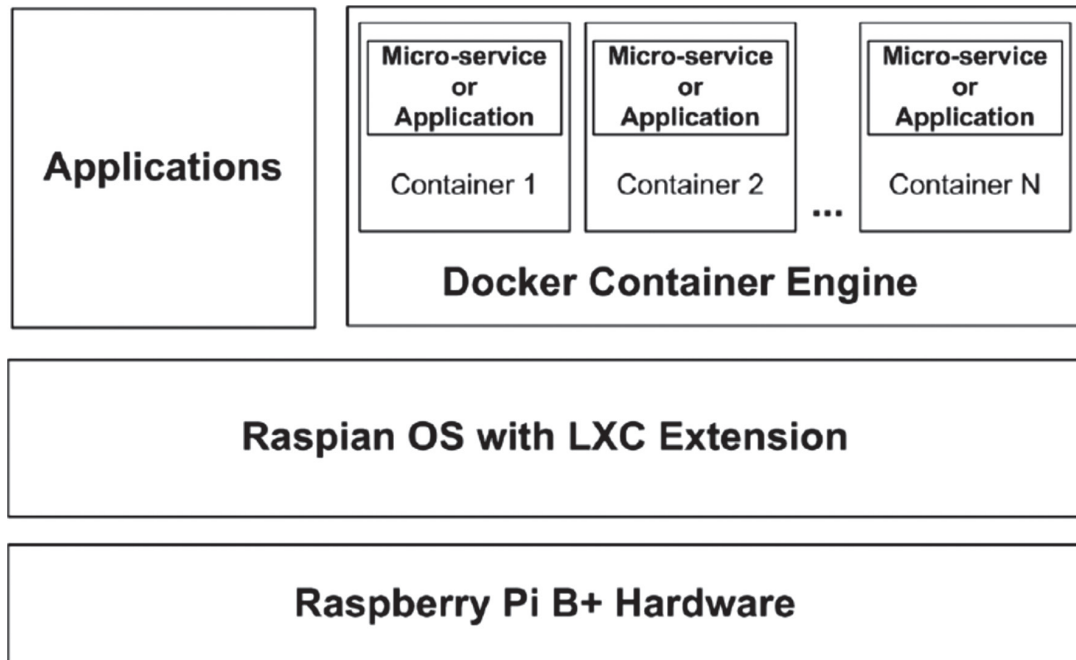 Applications
Micro-service
or
Application
Container 1
Micro-service
or
Application
Container 2
...
Micro-service
or
Application
Container N
Docker Container Engine
Raspian OS with LXC Extension
Raspberry Pi B+ Hardware